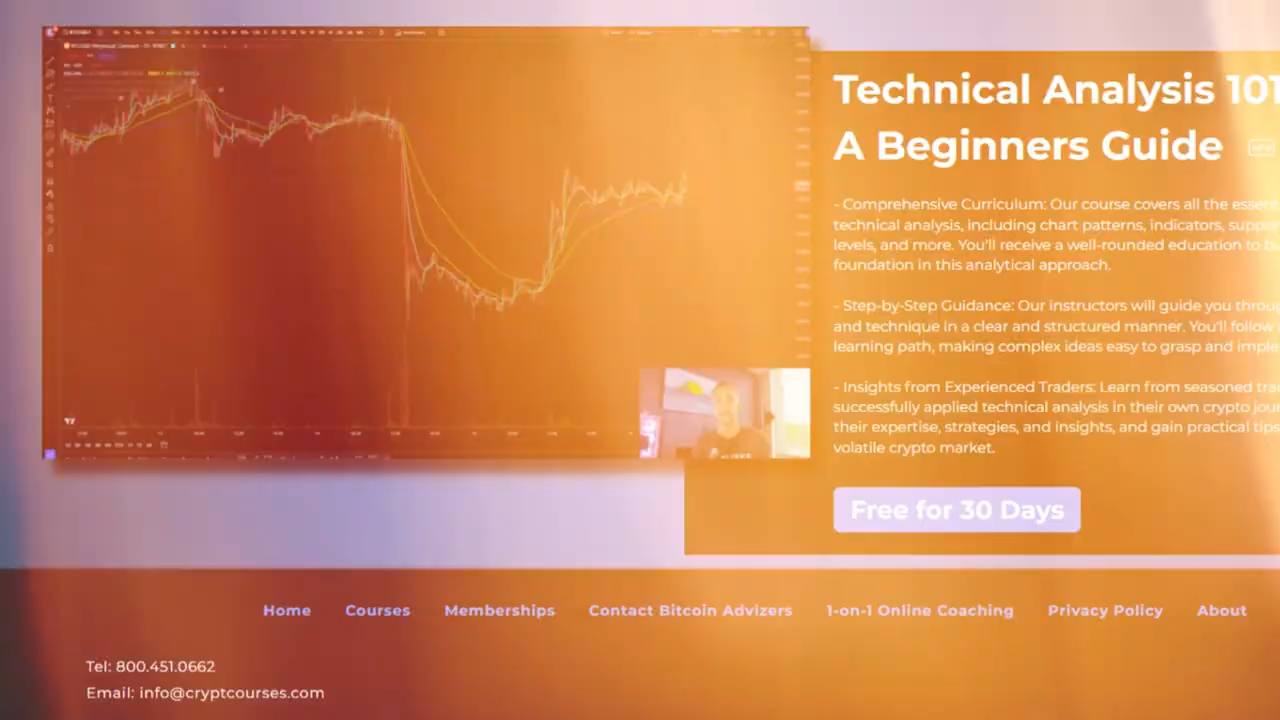 Technical Analysis 101
A Beginners Guide
NEW
- Comprehensive Curriculum: Our course covers all the
technical analysis, including chart patterns, indicators,
levels, and more. You'll receive a well-rounded education to
foundation in this analytical approach.
- Step-by-Step Guidance: Our instructors will guide you
and technique in a clear and structured manner. You'll follow
learning path, making complex ideas easy to grasp and
- Insights from Experienced Traders: Learn from seasoned
successfully applied technical analysis in their own crypto
their expertise, strategies, and insights, and gain practical tips
volatile crypto market.
Free for 30 Days
Home Courses Memberships Contact Bitcoin Advizers 1-on-1 Online Coaching Privacy Policy About
Tel: 800.451.0662
Email: info@cryptcourses.com